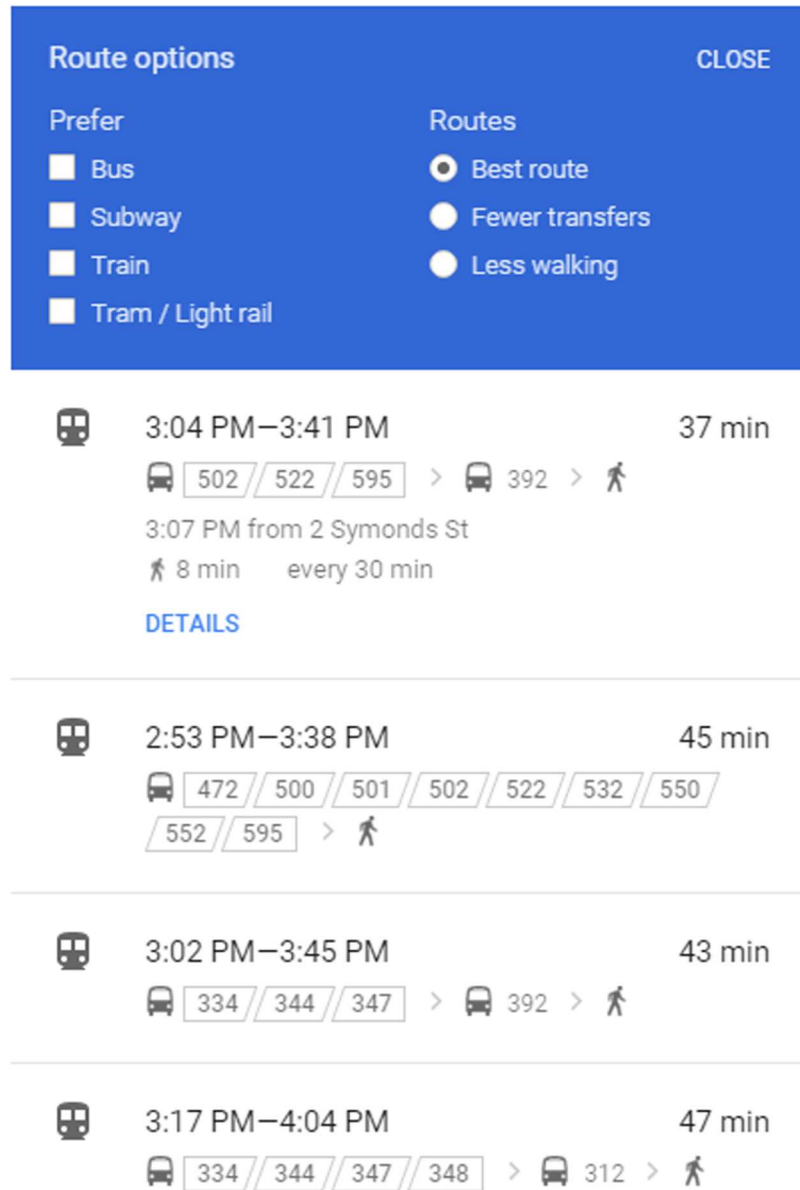 Route options CLOSE
Prefer Routes
Bus Best route
Subway Fewer transfers
Train Less walking
Tram / Light rail
3:04 PM—3:41 PM 37 min
502 522 595 > 392 >
3:07 PM from 2 Symonds St
8 min every 30 min
DETAILS
2:53 PM—3:38 PM 45 min
472 500 501 502 522 532 550
552 595 >
3:02 PM—3:45 PM 43 min
334 344 347 > 392 >
3:17 PM—4:04 PM 47 min
334 344 347 348 > 312 >